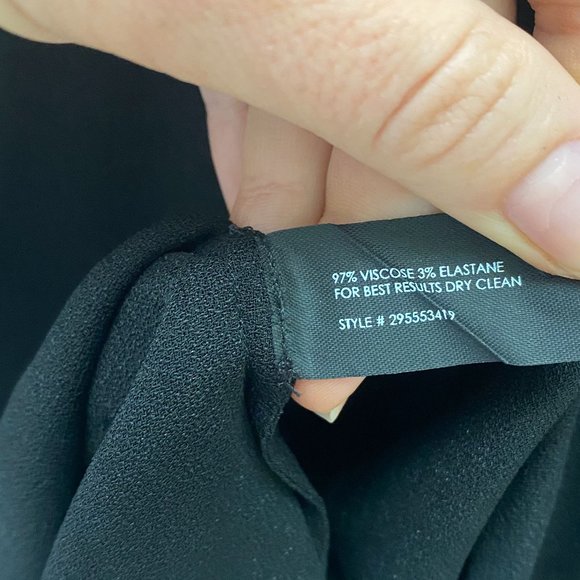 97% VISCOSE 3% ELASTANE
FOR BEST RESULTS DRY CLEAN
STYLE # 295553419